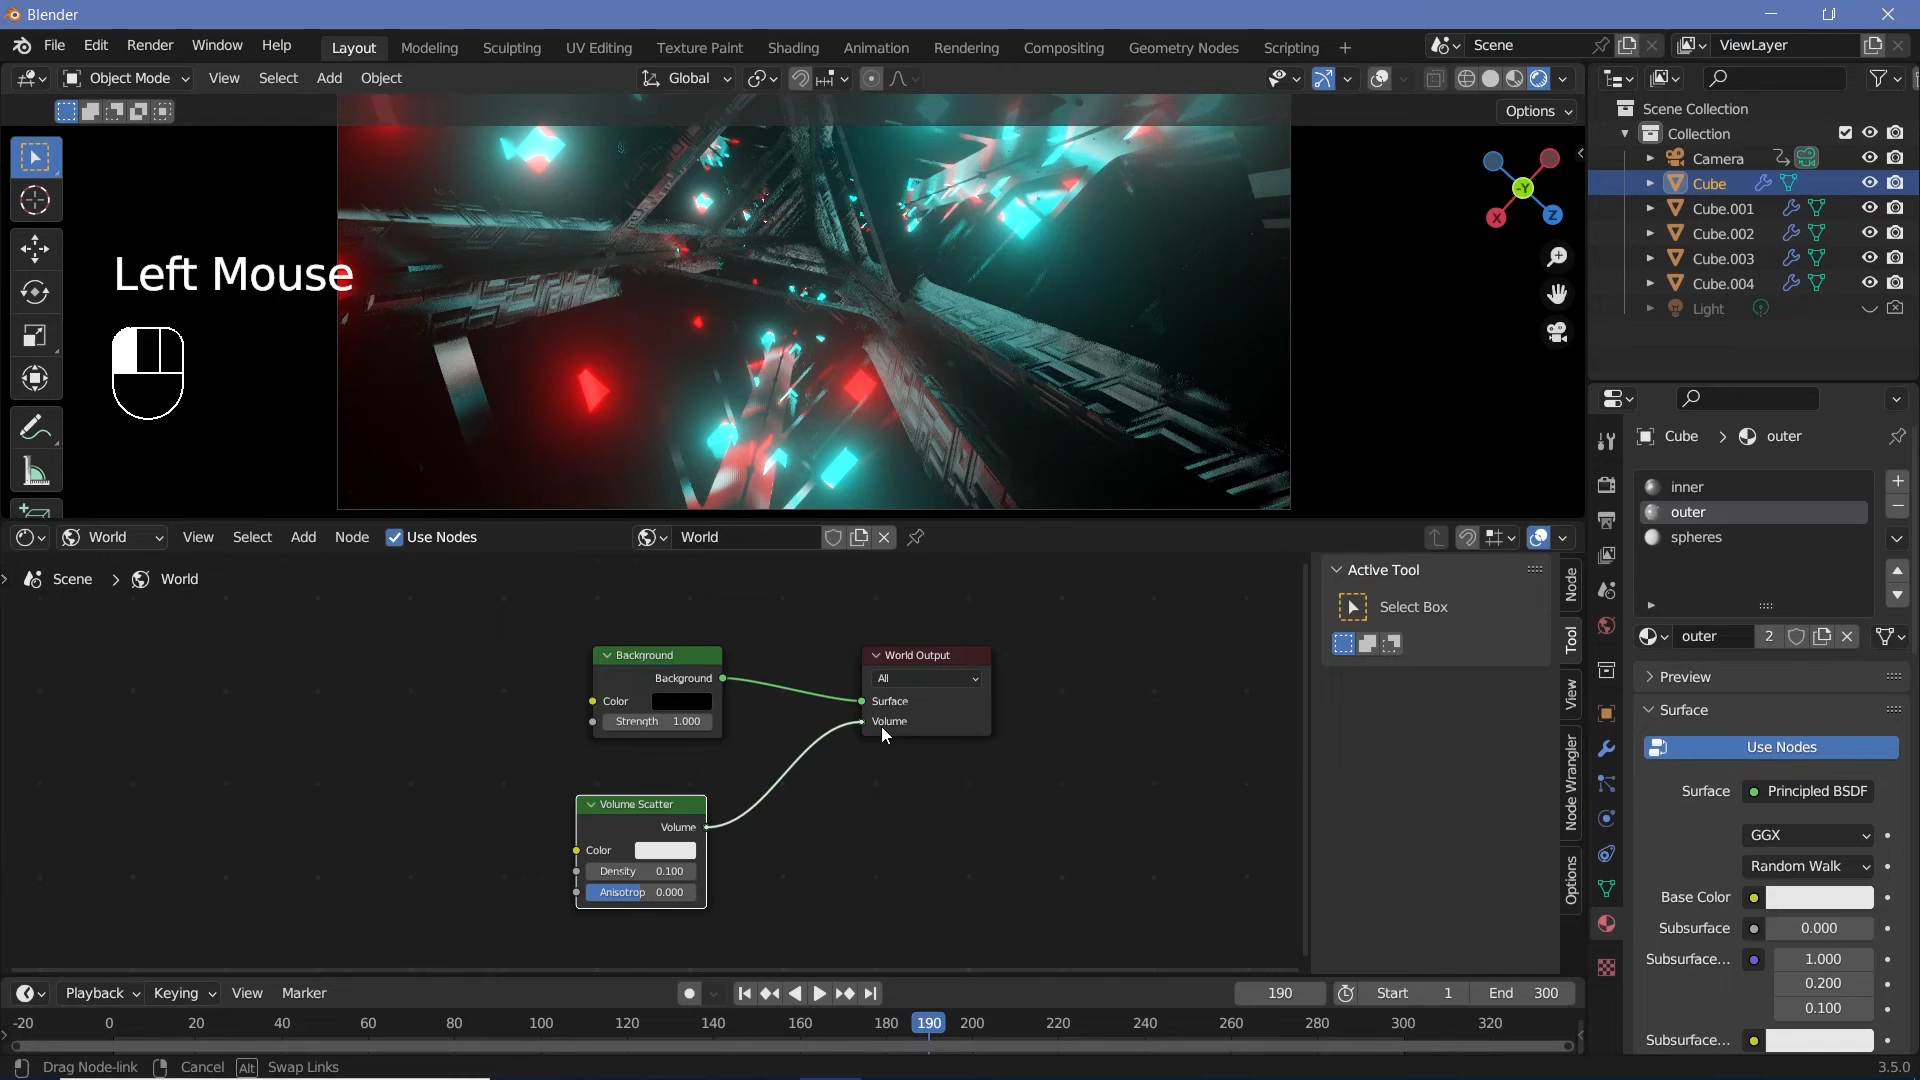 Blender
File Edit Render Window Help Layout Modeling Sculpting UV Editing Texture Paint Shading Animation Rendering Compositing Geometry Nodes Scripting + Scene ViewLayer
Object Mode View Select Add Object Global
Options
Scene Collection
Collection
Camera
Cube
Cube.001
Cube.002
Cube.003
Cube.004
Light
-Y
X
Z
Left Mouse
Cube > outer
inner
outer
spheres
outer 2
Preview
Surface
Use Nodes
Surface Principled BSDF
GGX
Random Walk
Base Color
Subsurface 0.000
Subsurface... 1.000
0.200
0.100
Subsurface...
World View Select Add Node Use Nodes World
Scene > World
Background
Background
Color
Strength 1.000
World Output
All
Surface
Volume
Volume Scatter
Volume
Color
Density 0.100
Anisotrop 0.000
Active Tool
Select Box
Node
Tool
View
Node Wrangler
Options
Playback Keying View Marker 190 Start 1 End 300
-20 0 20 40 60 80 100 120 140 160 180 190 200 220 240 260 280 300 320
Drag Node-link Cancel Alt Swap Links 3.5.0